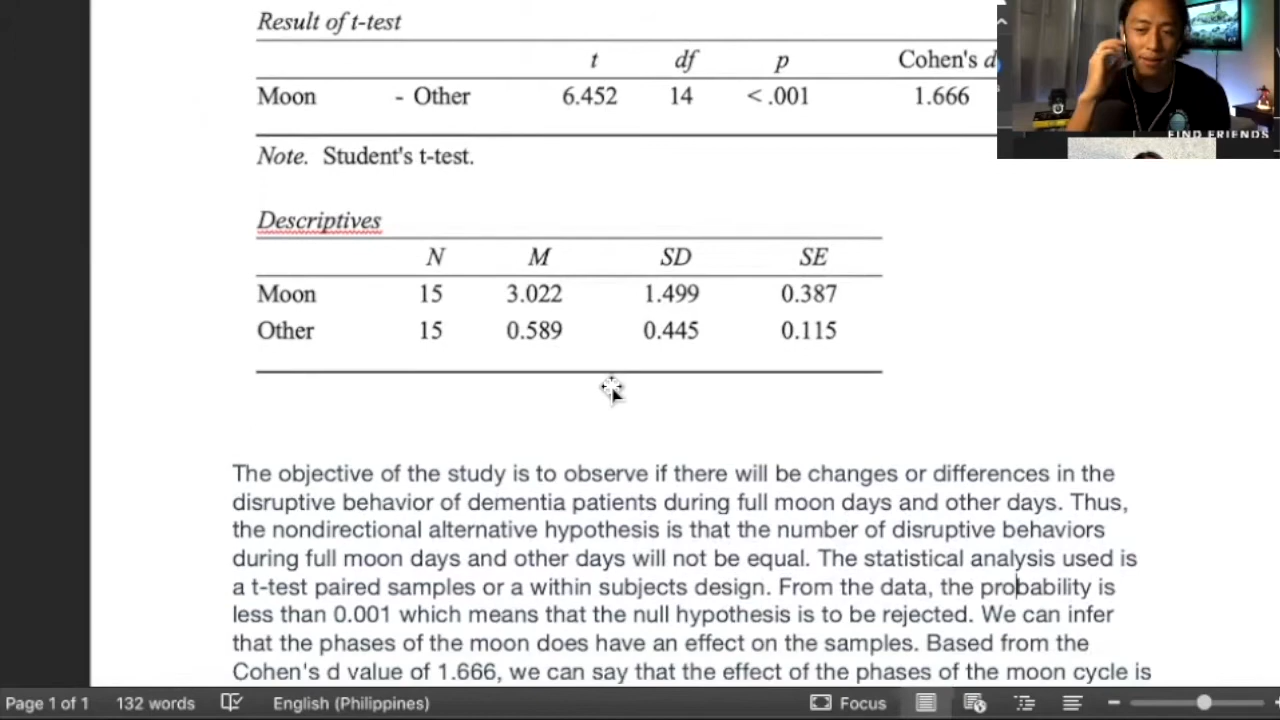 Result of t-test
t df p Cohen's d
Moon - Other 6.452 14 < .001 1.666
Note. Student's t-test.
FIND FRIENDS
Descriptives
N M SD SE
Moon 15 3.022 1.499 0.387
Other 15 0.589 0.445 0.115
The objective of the study is to observe if there will be changes or differences in the
disruptive behavior of dementia patients during full moon days and other days. Thus,
the nondirectional alternative hypothesis is that the number of disruptive behaviors
during full moon days and other days will not be equal. The statistical analysis used is
a t-test paired samples or a within subjects design. From the data, the probability is
less than 0.001 which means that the null hypothesis is to be rejected. We can infer
that the phases of the moon does have an effect on the samples. Based from the
Cohen's d value of 1.666, we can say that the effect of the phases of the moon cycle is
Page 1 of 1 132 words English (Philippines) Focus